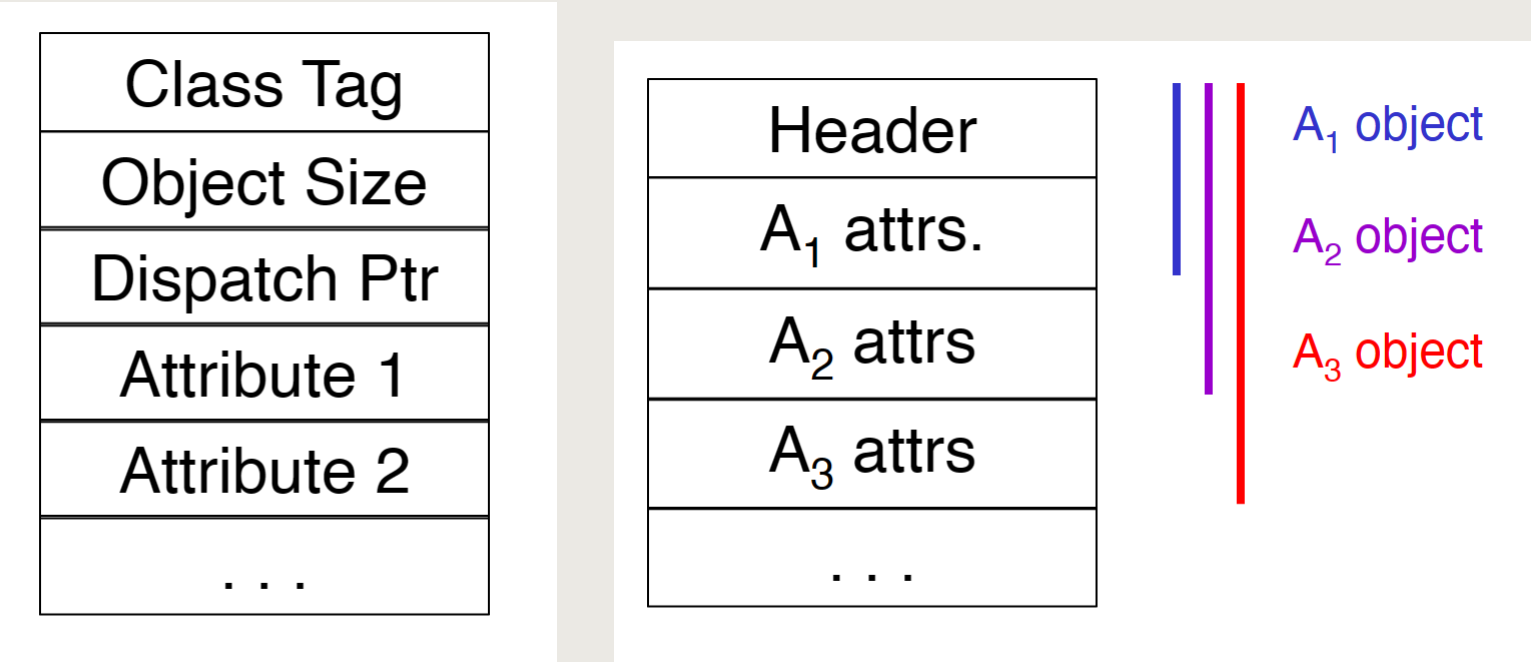 Class Tag
Object Size
Dispatch Ptr
Attribute 1
Attribute 2
. . .
Header
A₁ attrs.
A₂ attrs
A₃ attrs
. . .
A₁ object
A₂ object
A₃ object